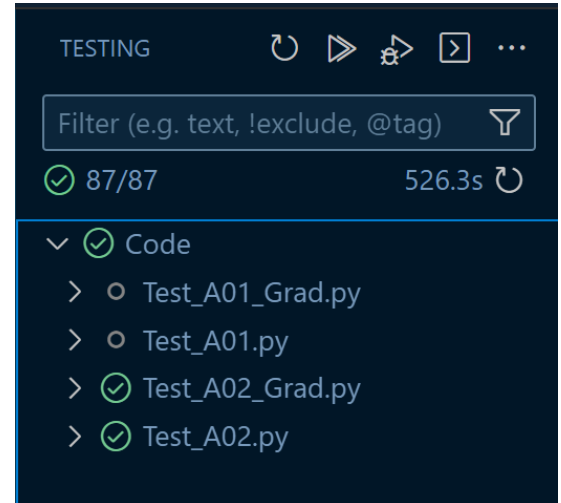 TESTING
Filter (e.g. text, !exclude, @tag)
87/87 526.3s
Code
Test_A01_Grad.py
Test_A01.py
Test_A02_Grad.py
Test_A02.py